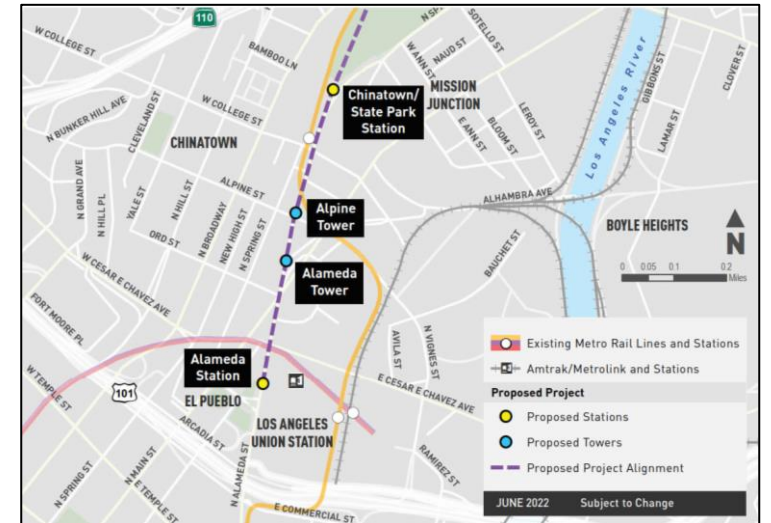 110
W COLLEGE ST
BAMBOO LN
N SP
SOTELLO ST
NAUD ST
W ANN ST
MISSION
JUNCTION
Chinatown/
State Park
Station
N BUNKER HILL AVE
CLEVELAND ST
W COLLEGE ST
CHINATOWN
E ANN ST
BLOOM ST
LEROY ST
Los Angeles River
GIBBONS ST
LAMAR ST
CLOVER ST
N GRAND AVE
N HILL PL
YALE ST
N HILL ST
ALPINE ST
ORD ST
N BROADWAY
NEW HIGH ST
N SPRING ST
Alpine
Tower
ALHAMBRA AVE
BOYLE HEIGHTS
N
BAUCHET ST
0 0.05 0.1 0.2
Miles
W CESAR E CHAVEZ AVE
Alameda
Tower
FORT MOORE PL
AVILA ST
N VIGNES ST
Alameda
Station
W TEMPLE ST
101
EL PUEBLO
E CESAR E CHAVEZ AVE
LOS ANGELES
UNION STATION
ARCADIA ST
N MAIN ST
N SPRING ST
E TEMPLE ST
N ALAMEDA ST
RAMIREZ ST
E COMMERCIAL ST
Existing Metro Rail Lines and Stations
Amtrak/Metrolink and Stations
Proposed Project
Proposed Stations
Proposed Towers
Proposed Project Alignment
JUNE 2022 Subject to Change